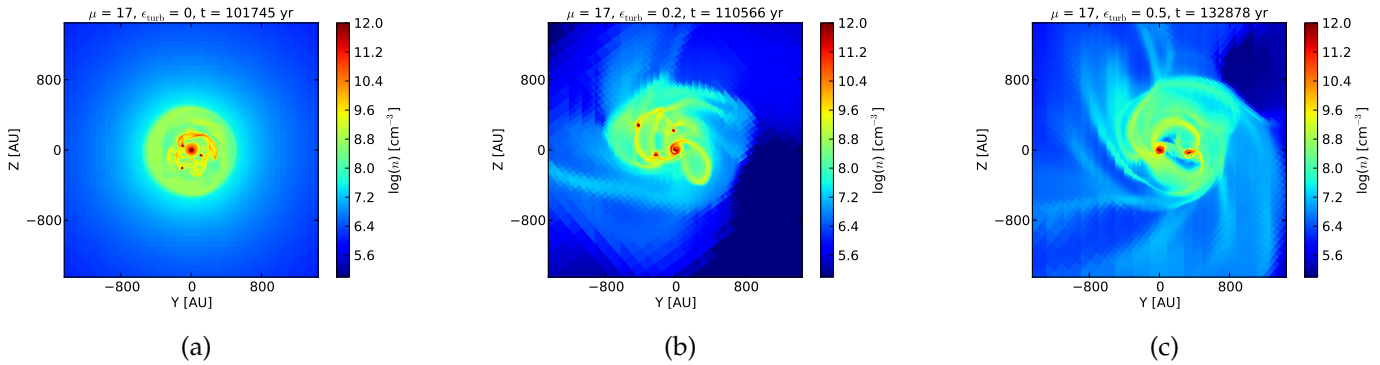 μ = 17, ϵ_turb = 0, t = 101745 yr
800
0
−800
Z [AU]
−800 0 800
Y [AU]
12.0
11.2
10.4
9.6
8.8
8.0
7.2
6.4
5.6
log(n) [cm⁻³]
(a)
μ = 17, ϵ_turb = 0.2, t = 110566 yr
800
0
−800
Z [AU]
−800 0 800
Y [AU]
12.0
11.2
10.4
9.6
8.8
8.0
7.2
6.4
5.6
log(n) [cm⁻³]
(b)
μ = 17, ϵ_turb = 0.5, t = 132878 yr
800
0
−800
Z [AU]
−800 0 800
Y [AU]
12.0
11.2
10.4
9.6
8.8
8.0
7.2
6.4
5.6
log(n) [cm⁻³]
(c)